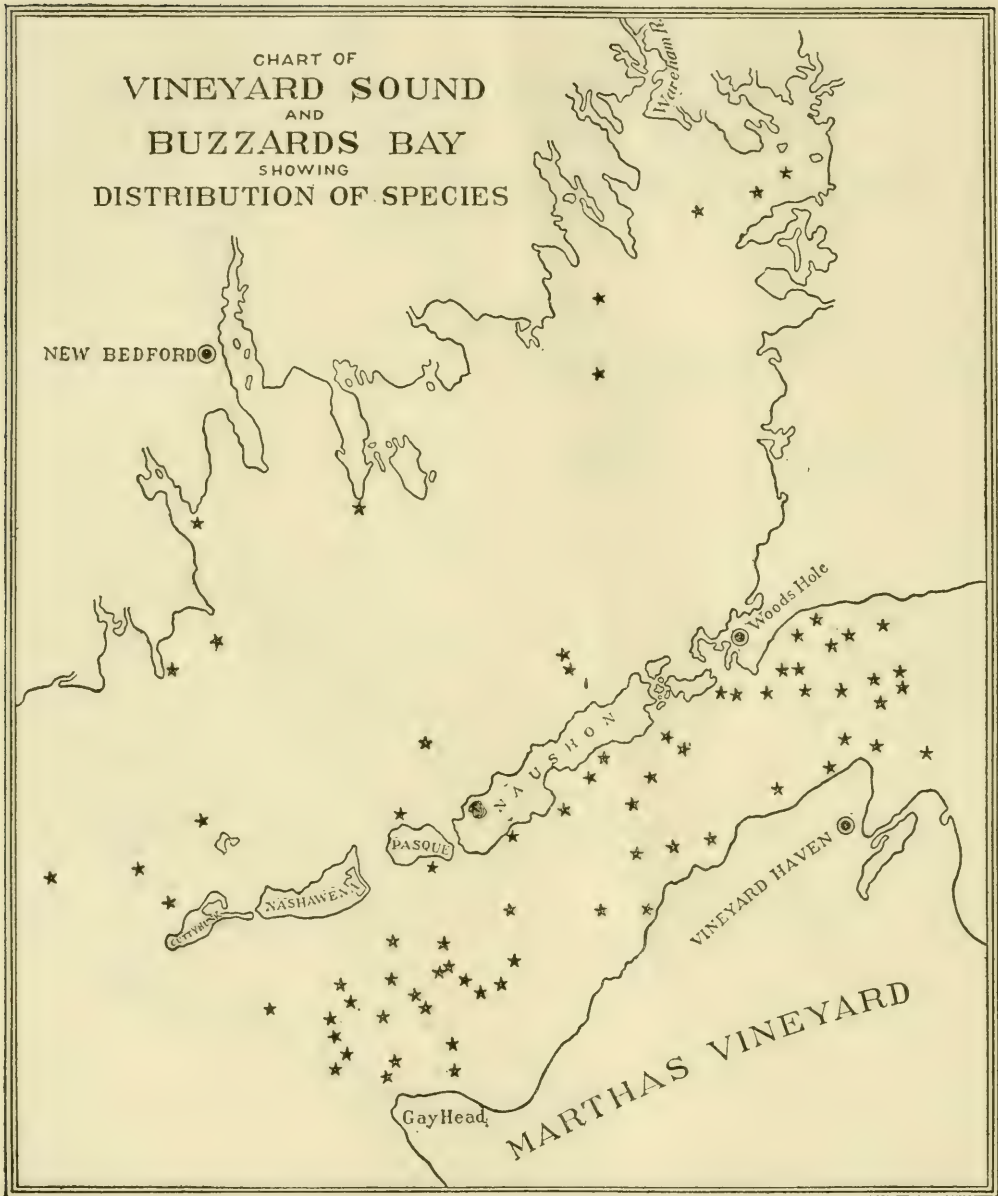 CHART OF
VINEYARD SOUND
AND
BUZZARDS BAY
SHOWING
DISTRIBUTION OF SPECIES
Wareham R.
NEW BEDFORD
Woods Hole
NAUSHON
PASQUE
NASHAWENA
CUTTYHUNK
VINEYARD HAVEN
MARTHAS VINEYARD
Gay Head